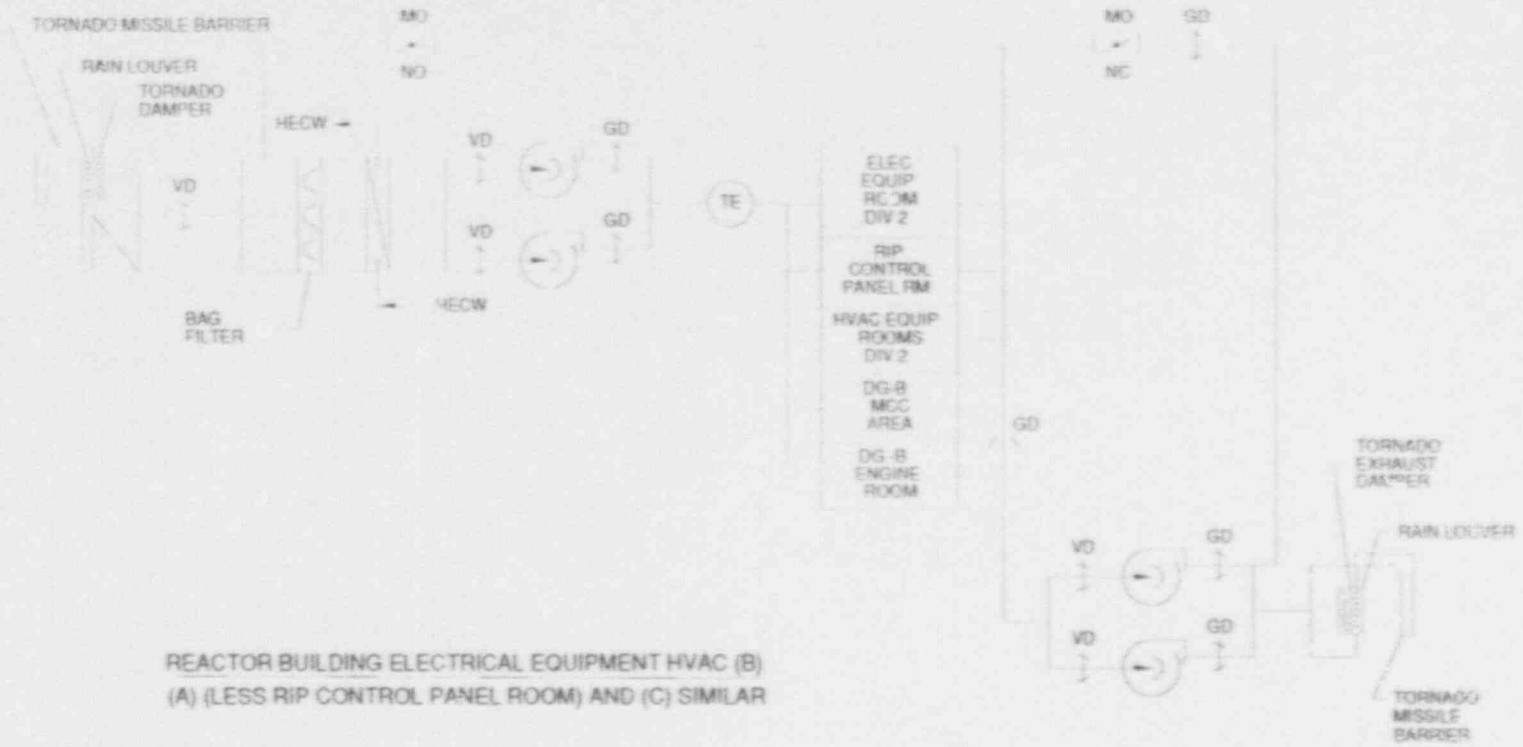 TORNADO MISSILE BARRIER
RAIN LOUVER
TORNADO
DAMPER
MO
NO
HECW
VD
VD
GD
VD
GD
BAG
FILTER
HECW
TE
ELEC
EQUIP
ROOM
DIV 2
RIP
CONTROL
PANEL RM
HVAC EQUIP
ROOMS
DIV 2
DG-B
MCC
AREA
DG-B
ENGINE
ROOM
MO
GD
NC
GD
VD
GD
VD
GD
TORNADO
EXHAUST
DAMPER
RAIN LOUVER
TORNADO
MISSILE
BARRIER
REACTOR BUILDING ELECTRICAL EQUIPMENT HVAC (B)
(A) (LESS RIP CONTROL PANEL ROOM) AND (C) SIMILAR